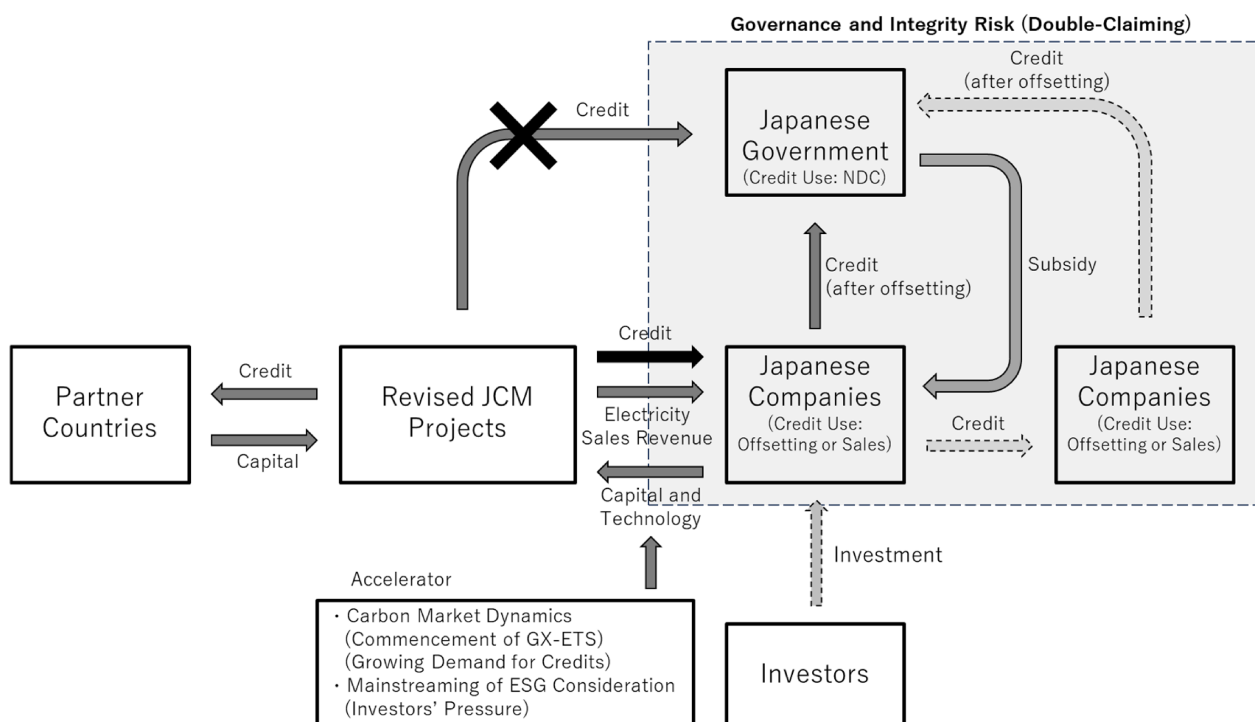 Governance and Integrity Risk (Double-Claiming)
Credit
(after offsetting)
Credit
Japanese
Government
(Credit Use: NDC)
Credit
(after offsetting)
Subsidy
Partner
Countries
Credit
Capital
Revised JCM
Projects
Credit
Electricity
Sales Revenue
Capital and
Technology
Japanese
Companies
(Credit Use:
Offsetting or Sales)
Credit
Japanese
Companies
(Credit Use:
Offsetting or Sales)
Investment
Accelerator
・Carbon Market Dynamics
(Commencement of GX-ETS)
(Growing Demand for Credits)
・Mainstreaming of ESG Consideration
(Investors’ Pressure)
Investors